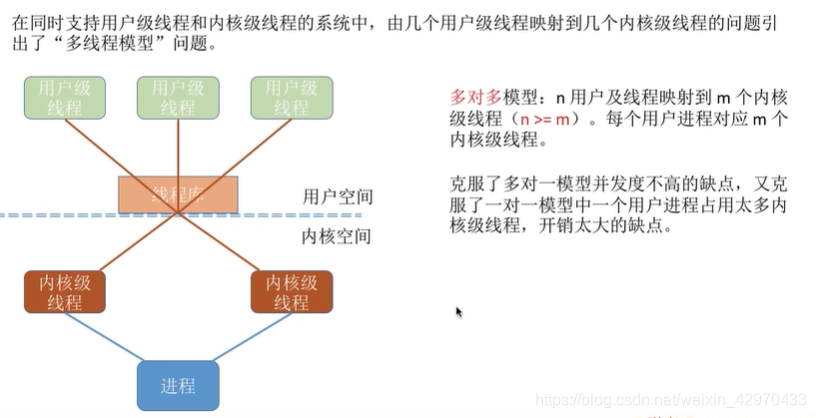 在同时支持用户级线程和内核级线程的系统中，由几个用户级线程映射到几个内核级线程的问题引
出了“多线程模型”问题。
用户级
线程
用户级
线程
用户级
线程
多对多模型：n 用户及线程映射到 m 个内核
级线程（n >= m）。每个用户进程对应 m 个
内核级线程。
线程库
用户空间
克服了多对一模型并发度不高的缺点，又克
服了一对一模型中一个用户进程占用太多内
核级线程，开销太大的缺点。
内核空间
内核级
线程
内核级
线程
进程
https://blog.csdn.net/weixin_42970433